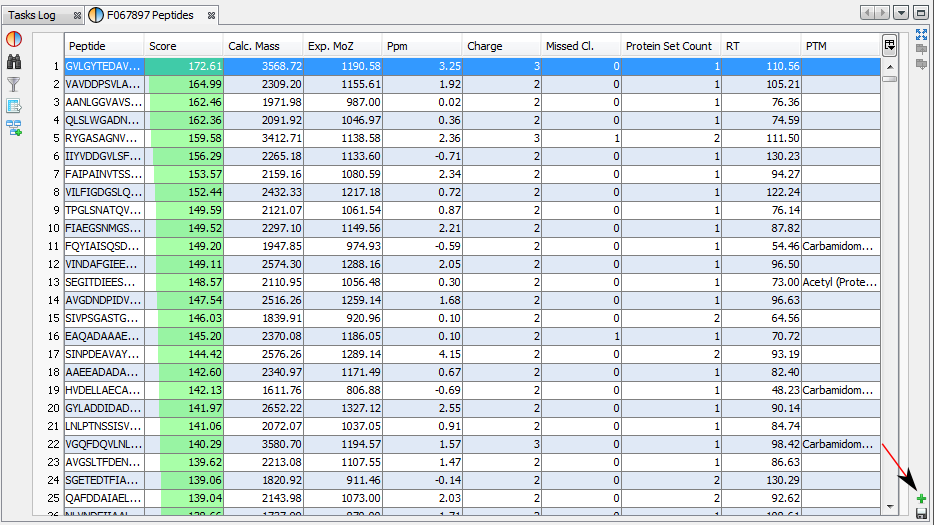 Tasks Log F067897 Peptides
Peptide Score Calc. Mass Exp. MoZ Ppm Charge Missed Cl. Protein Set Count RT PTM
1 GVLGYTEDAV... 172.61 3568.72 1190.58 3.25 3 0 1 110.56
2 VAVDDPSVLA... 164.99 2309.20 1155.61 1.92 2 0 1 105.21
3 AANLGGVAVS... 162.46 1971.98 987.00 0.02 2 0 1 76.36
4 QLSLWGADN... 162.36 2091.92 1046.97 0.36 2 0 1 74.59
5 RYGASAGNV... 159.58 3412.71 1138.58 2.36 3 1 2 111.50
6 IIYVDDGVLSF... 156.29 2265.18 1133.60 -0.71 2 0 1 130.23
7 FAIPAINVTSS... 153.57 2159.16 1080.59 2.34 2 0 1 94.27
8 VILFIGDGSLQ... 152.44 2432.33 1217.18 0.72 2 0 1 122.24
9 TPGLSNATQV... 149.59 2121.07 1061.54 0.87 2 0 1 76.14
10 FIAEGSNMGS... 149.52 2297.10 1149.56 2.21 2 0 1 87.82
11 FQYIAISQSD... 149.20 1947.85 974.93 -0.59 2 0 1 54.46 Carbamidom...
12 VINDAFGIEE... 149.11 2574.30 1288.16 2.05 2 0 1 96.50
13 SEGITDIEES... 148.57 2110.95 1056.48 0.30 2 0 1 73.00 Acetyl (Prote...
14 AVGDNDPIDV... 147.54 2516.26 1259.14 1.68 2 0 1 96.63
15 SIVPSGASTG... 146.03 1839.91 920.96 0.10 2 0 2 64.56
16 EAQADAAAE... 145.20 2370.08 1186.05 0.10 2 1 1 70.72
17 SINPDEAVAY... 144.42 2576.26 1289.14 4.15 2 0 2 93.19
18 AAEEADADA... 142.60 2340.97 1171.49 0.67 2 0 1 82.40
19 HVDELLAECA... 142.13 1611.76 806.88 -0.69 2 0 1 48.23 Carbamidom...
20 GYLADDIDAD... 141.97 2652.22 1327.12 2.55 2 0 1 90.14
21 LNLPTNSSISV... 141.06 2072.07 1037.05 0.91 2 0 1 84.74
22 VGQFDQVLNL... 140.29 3580.70 1194.57 1.57 3 0 1 98.42 Carbamidom...
23 AVGSLTFDEN... 139.62 2213.08 1107.55 1.47 2 0 1 86.63
24 SGETEDTFIA... 139.06 1820.92 911.46 -0.14 2 0 2 130.29
25 QAFDDAIAEL... 139.04 2143.98 1073.00 2.03 2 0 2 92.62